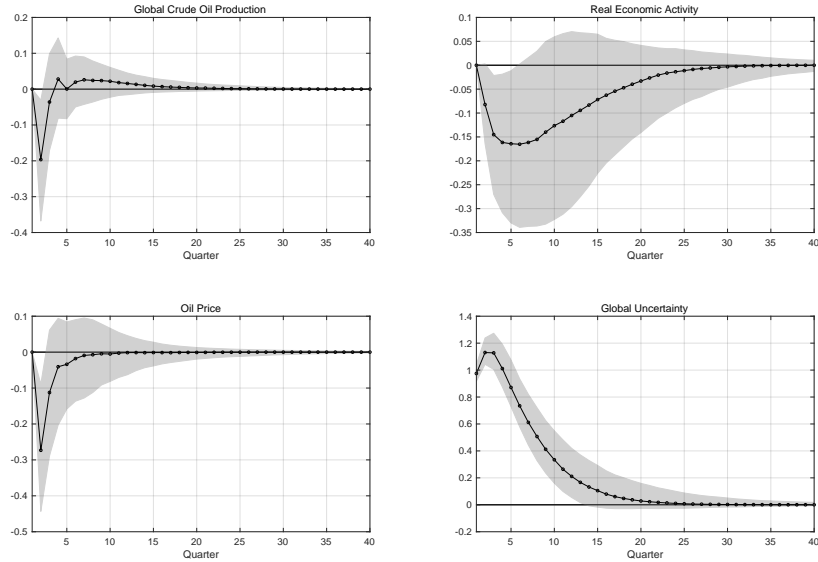 Global Crude Oil Production
0.2
0.1
0
-0.1
-0.2
-0.3
-0.4
5 10 15 20 25 30 35 40
Quarter
Real Economic Activity
0.1
0.05
0
-0.05
-0.1
-0.15
-0.2
-0.25
-0.3
-0.35
5 10 15 20 25 30 35 40
Quarter
Oil Price
0.1
0
-0.1
-0.2
-0.3
-0.4
-0.5
5 10 15 20 25 30 35 40
Quarter
Global Uncertainty
1.4
1.2
1
0.8
0.6
0.4
0.2
0
-0.2
5 10 15 20 25 30 35 40
Quarter